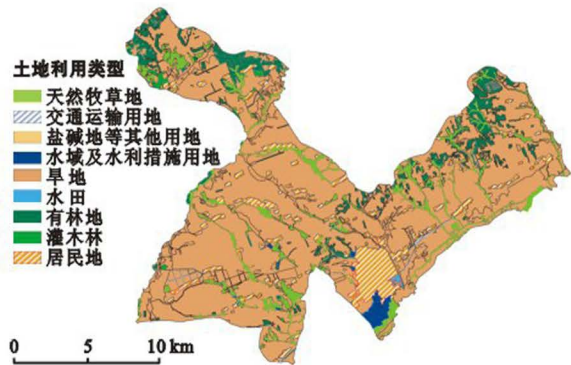 土地利用类型
天然牧草地
交通运输用地
盐碱地等其他用地
水域及水利措施用地
旱地
水田
有林地
灌木林
居民地
0 5 10 km